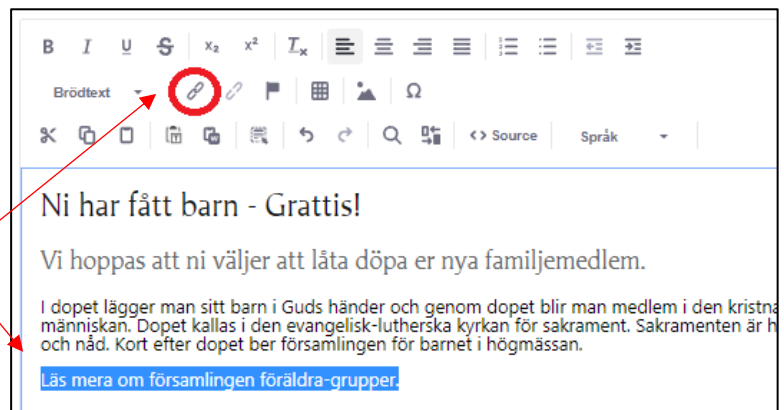 B I U S x₂ x² Iₓ
Brödtext Ω
<> Source Språk
Ni har fått barn - Grattis!
Vi hoppas att ni väljer att låta döpa er nya familjemedlem.
I dopet lägger man sitt barn i Guds händer och genom dopet blir man medlem i den kristna
människan. Dopet kallas i den evangelisk-lutherska kyrkan för sakrament. Sakramenten är h
och nåd. Kort efter dopet ber församlingen för barnet i högmässan.
Läs mera om församlingen föräldra-grupper.